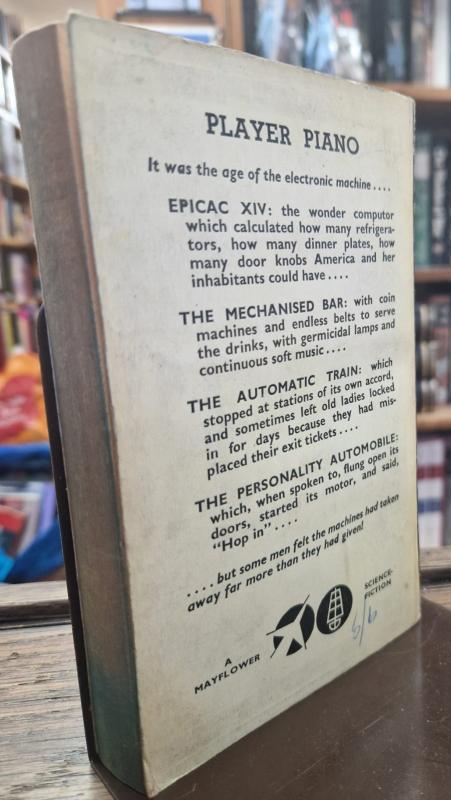 PLAYER PIANO
It was the age of the electronic machine . . . .
EPICAC XIV: the wonder computor
which calculated how many refrigera-
tors, how many dinner plates, how
many door knobs America and her
inhabitants could have . . . .
THE MECHANISED BAR: with coin
machines and endless belts to serve
the drinks, with germicidal lamps and
continuous soft music . . . .
THE AUTOMATIC TRAIN: which
stopped at stations of its own accord,
and sometimes left old ladies locked
in for days because they had mis-
placed their exit tickets . . . .
THE PERSONALITY AUTOMOBILE:
which, when spoken to, flung open its
doors, started its motor, and said,
"Hop in" . . . .
. . . . but some men felt the machines had taken
away far more than they had given!
A
MAYFLOWER
SCIENCE-
FICTION